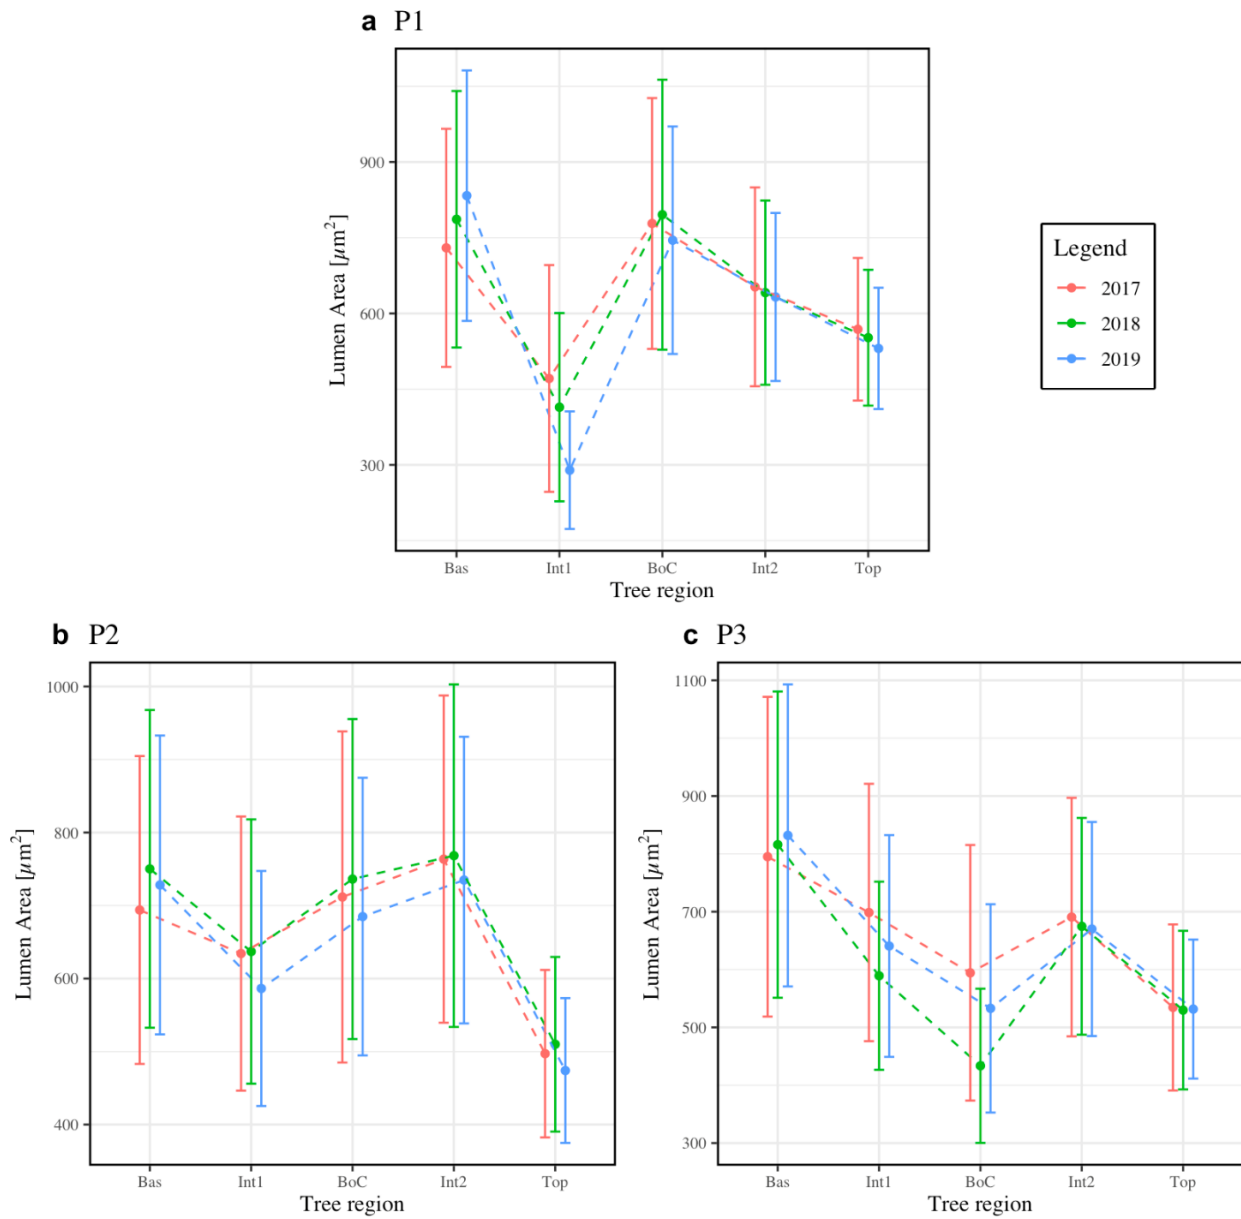 a P1
Lumen Area [μm²]
900
600
300
Bas Int1 BoC Int2 Top
Tree region
Legend
2017
2018
2019
b P2
Lumen Area [μm²]
1000
800
600
400
Bas Int1 BoC Int2 Top
Tree region
c P3
Lumen Area [μm²]
1100
900
700
500
300
Bas Int1 BoC Int2 Top
Tree region